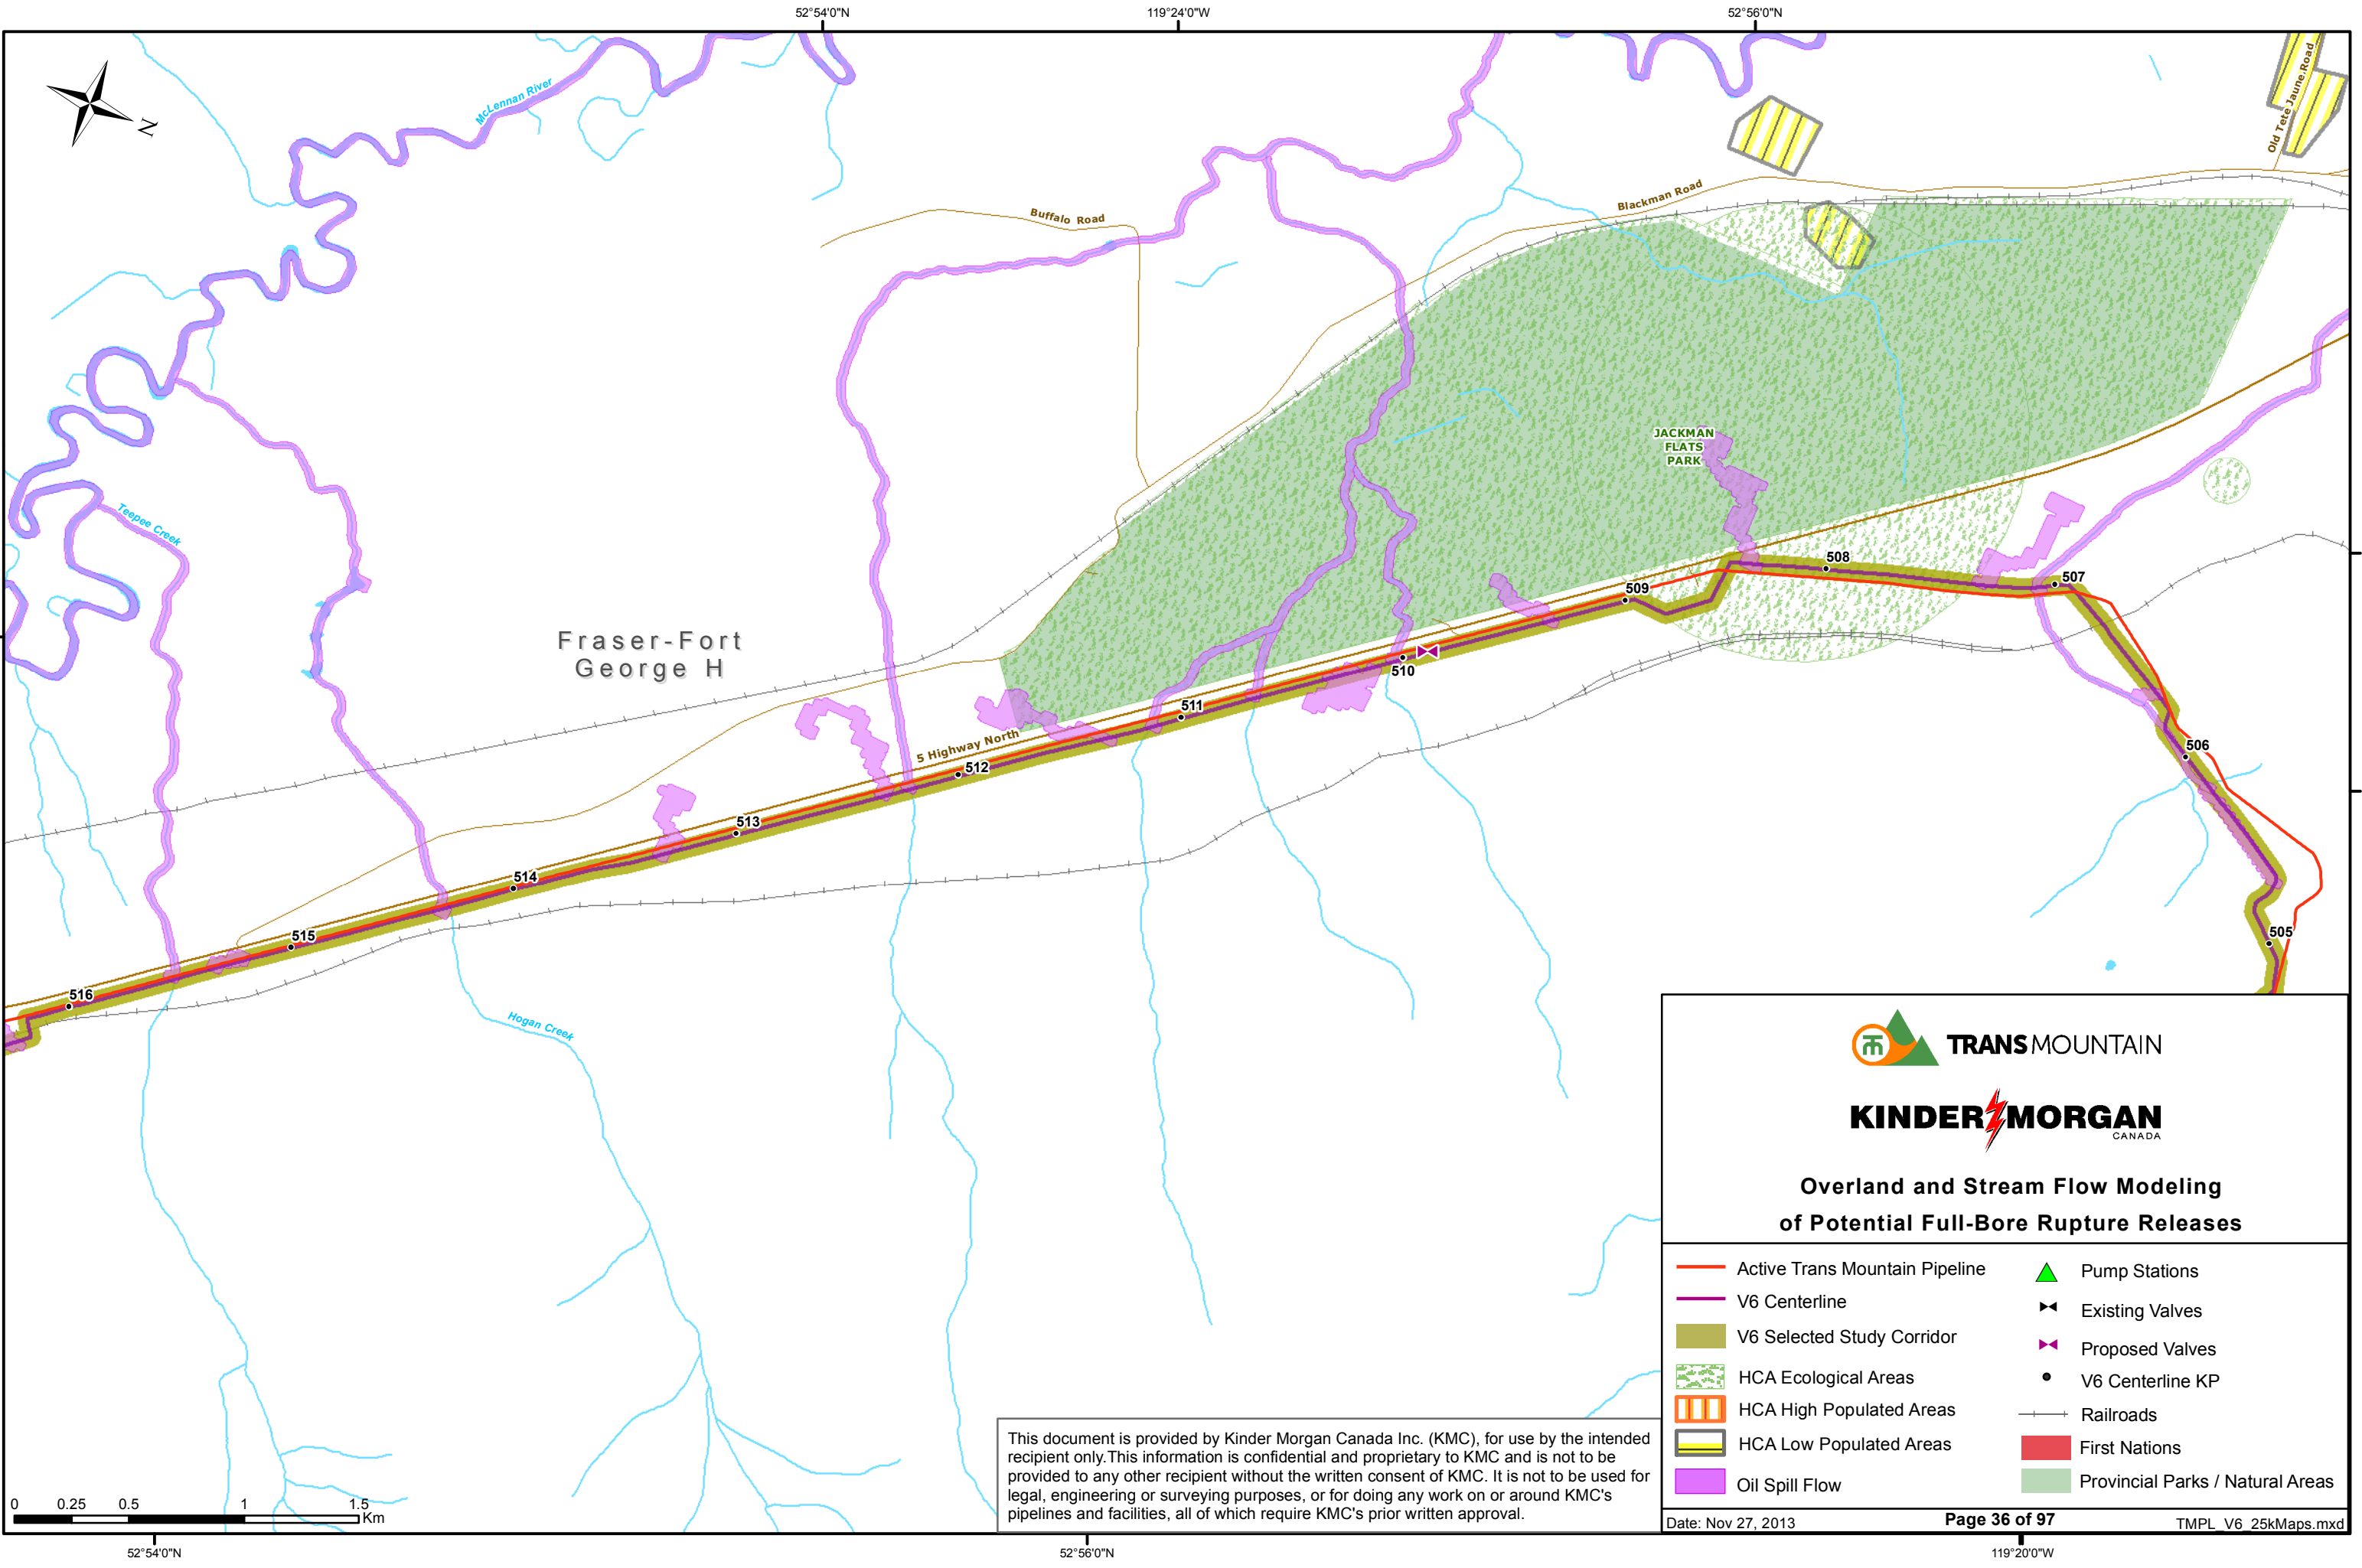 52°54'0"N
119°24'0"W
52°56'0"N
N
McLennan River
Buffalo Road
Blackman Road
Old Tete Jaune Road
Teepee Creek
JACKMAN
FLATS
PARK
Fraser-Fort
George H
5 Highway North
507
508
509
510
511
512
513
514
515
516
506
505
Hogan Creek
TRANSMOUNTAIN
KINDER MORGAN
CANADA
Overland and Stream Flow Modeling
of Potential Full-Bore Rupture Releases
Active Trans Mountain Pipeline
V6 Centerline
V6 Selected Study Corridor
HCA Ecological Areas
HCA High Populated Areas
HCA Low Populated Areas
Oil Spill Flow
Pump Stations
Existing Valves
Proposed Valves
V6 Centerline KP
Railroads
First Nations
Provincial Parks / Natural Areas
Date: Nov 27, 2013
Page 36 of 97
TMPL_V6_25kMaps.mxd
This document is provided by Kinder Morgan Canada Inc. (KMC), for use by the intended
recipient only.This information is confidential and proprietary to KMC and is not to be
provided to any other recipient without the written consent of KMC. It is not to be used for
legal, engineering or surveying purposes, or for doing any work on or around KMC's
pipelines and facilities, all of which require KMC's prior written approval.
0 0.25 0.5 1 1.5
Km
52°54'0"N
52°56'0"N
119°20'0"W